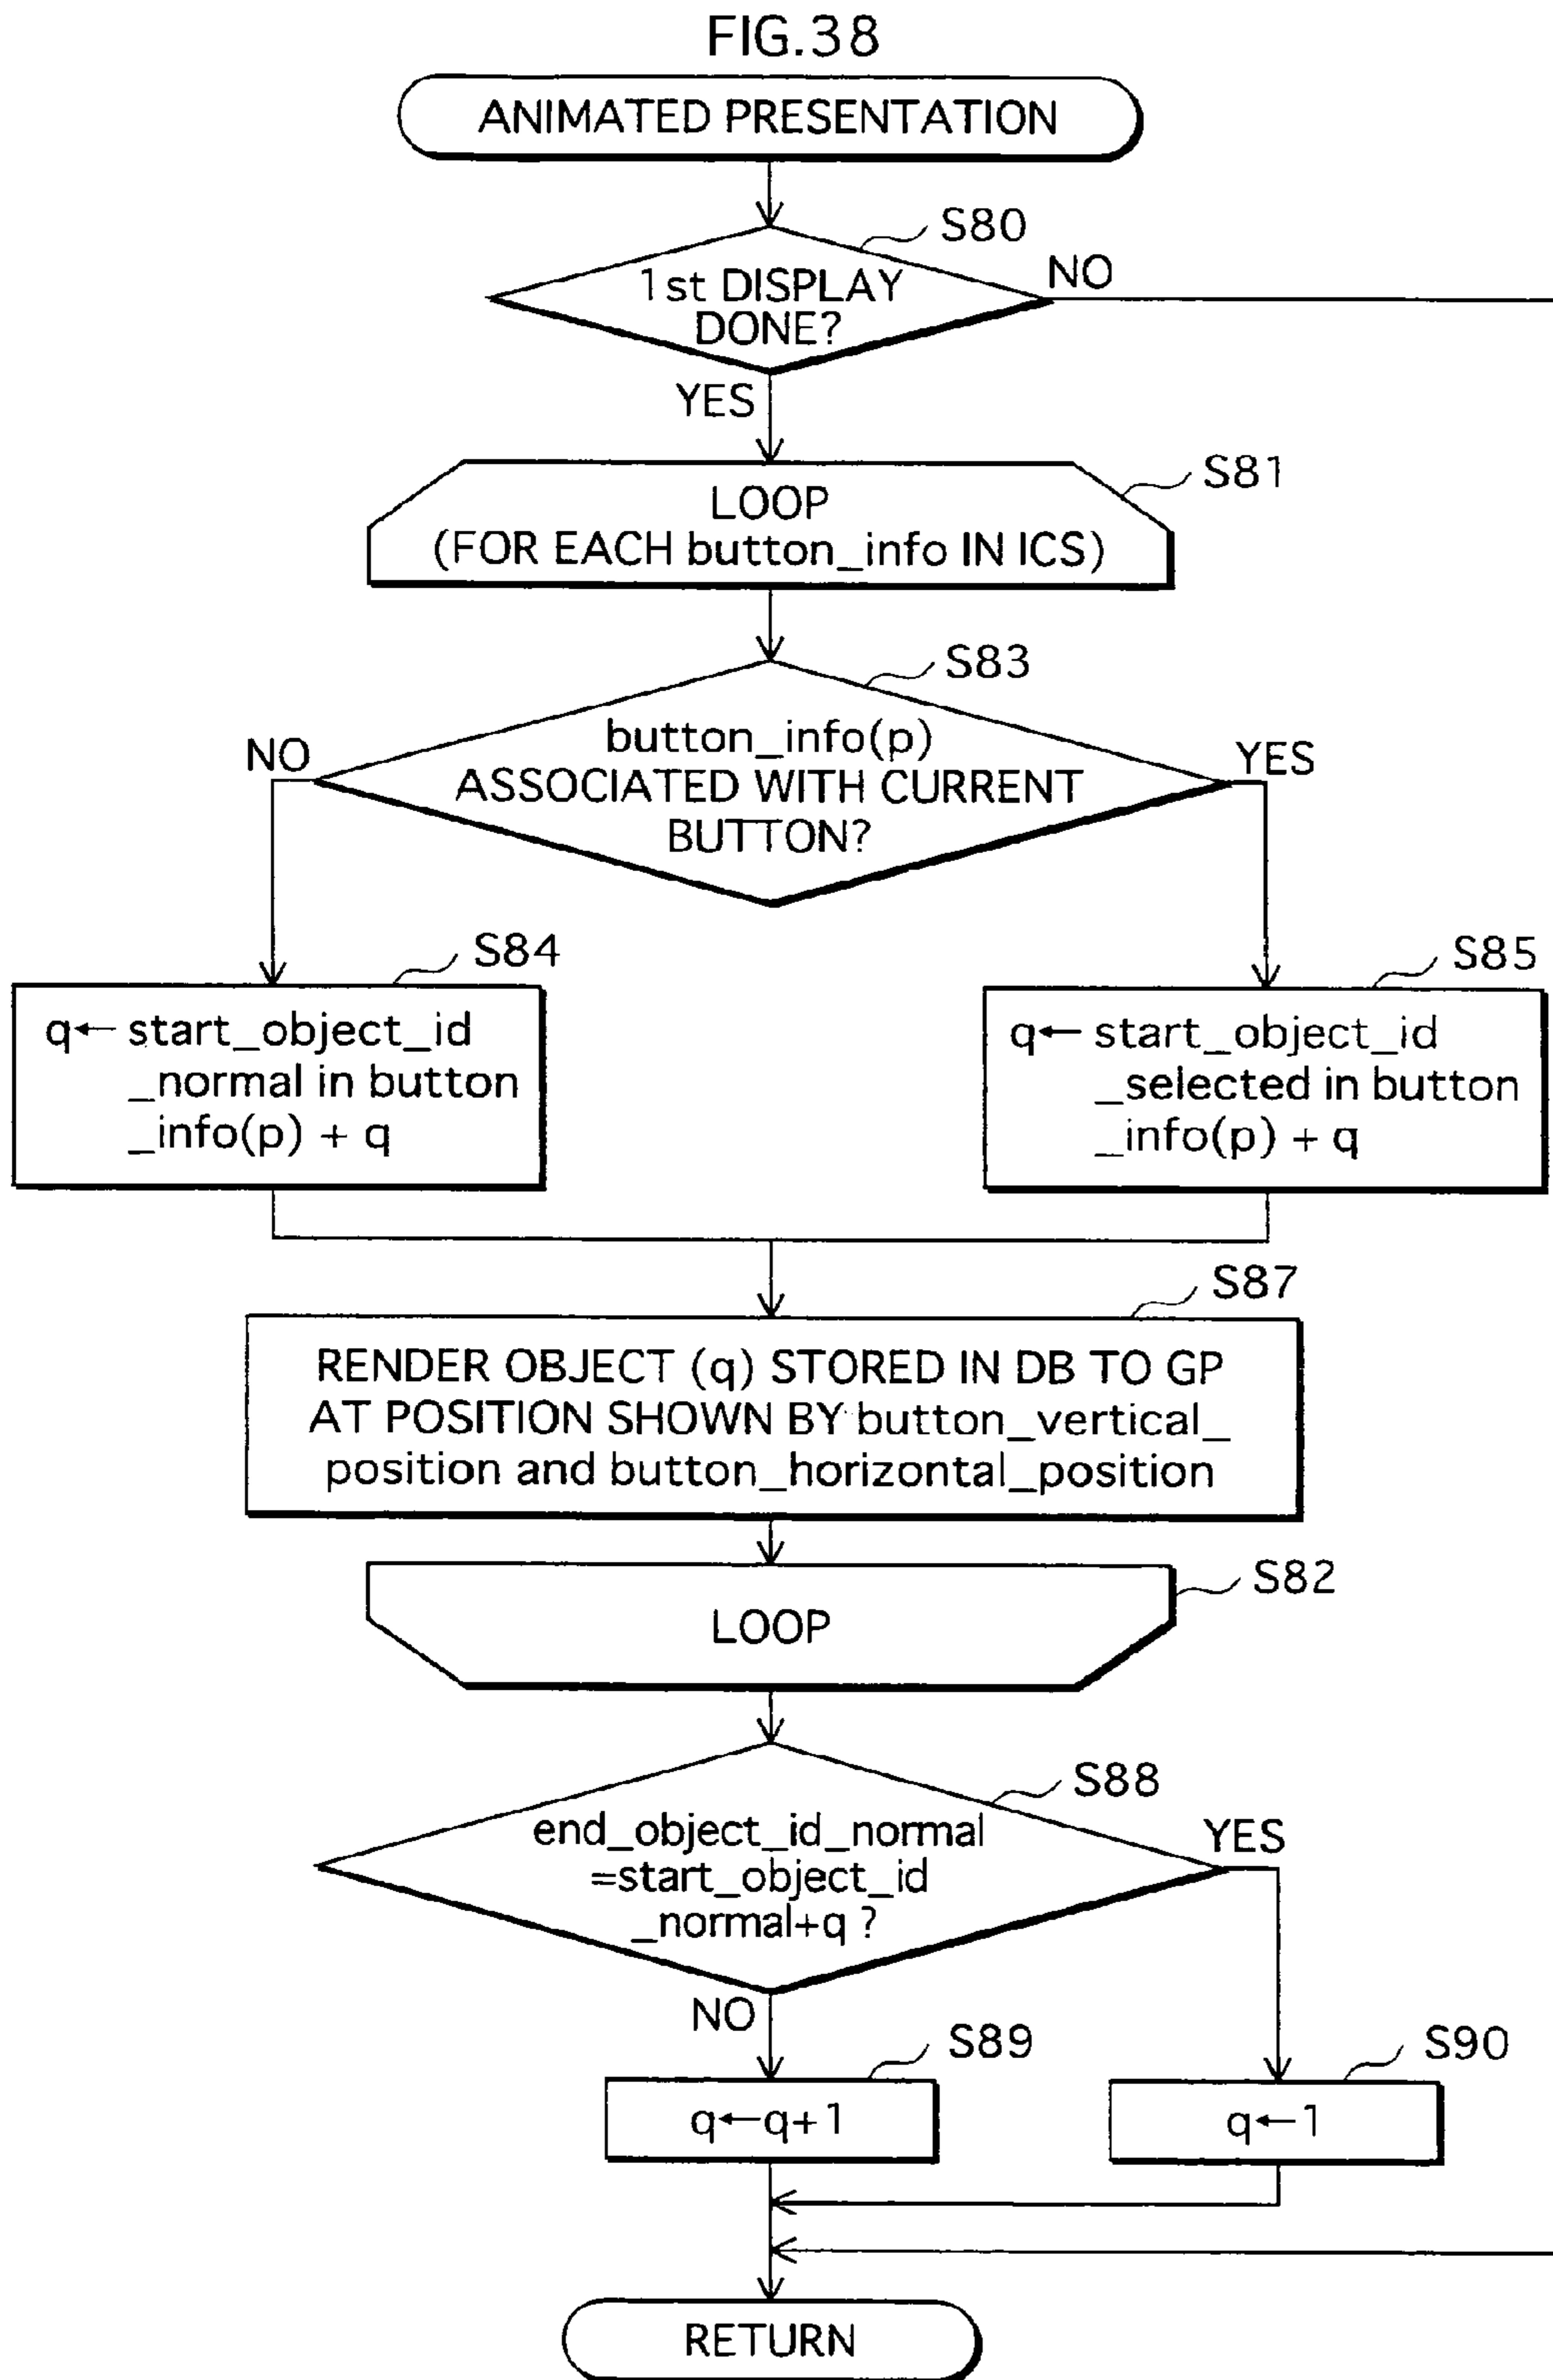 FIG.38
ANIMATED PRESENTATION
S80
1st DISPLAY
DONE?
NO
YES
S81
LOOP
(FOR EACH button_info IN ICS)
S83
button_info(p)
ASSOCIATED WITH CURRENT
BUTTON?
NO
YES
S84
q← start_object_id
_normal in button
_info(p) + q
S85
q← start_object_id
_selected in button
_info(p) + q
S87
RENDER OBJECT (q) STORED IN DB TO GP
AT POSITION SHOWN BY button_vertical_
position and button_horizontal_position
S82
LOOP
S88
end_object_id_normal
=start_object_id
_normal+q ?
YES
NO
S89
q←q+1
S90
q←1
RETURN